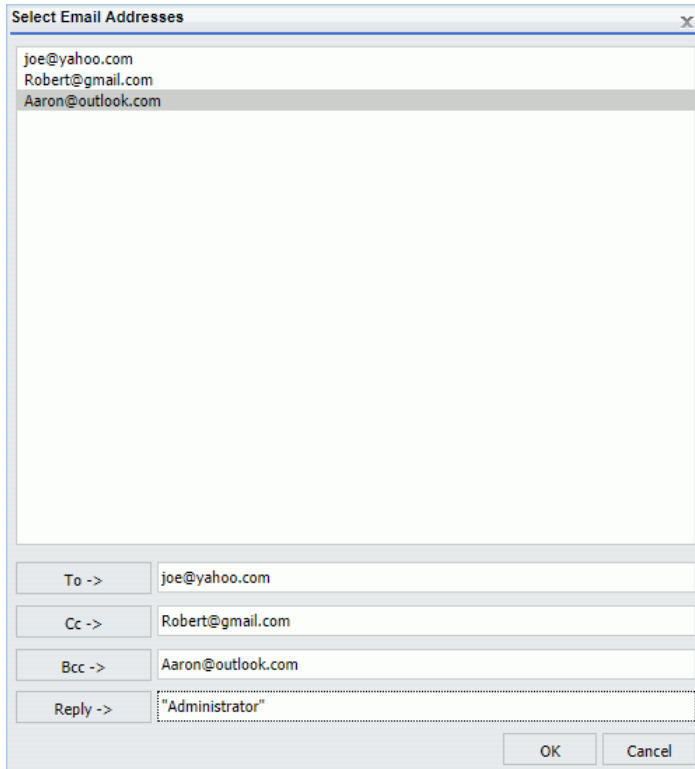 Select Email Addresses
x
joe@yahoo.com
Robert@gmail.com
Aaron@outlook.com
To -> joe@yahoo.com
Cc -> Robert@gmail.com
Bcc -> Aaron@outlook.com
Reply -> "Administrator"
OK Cancel